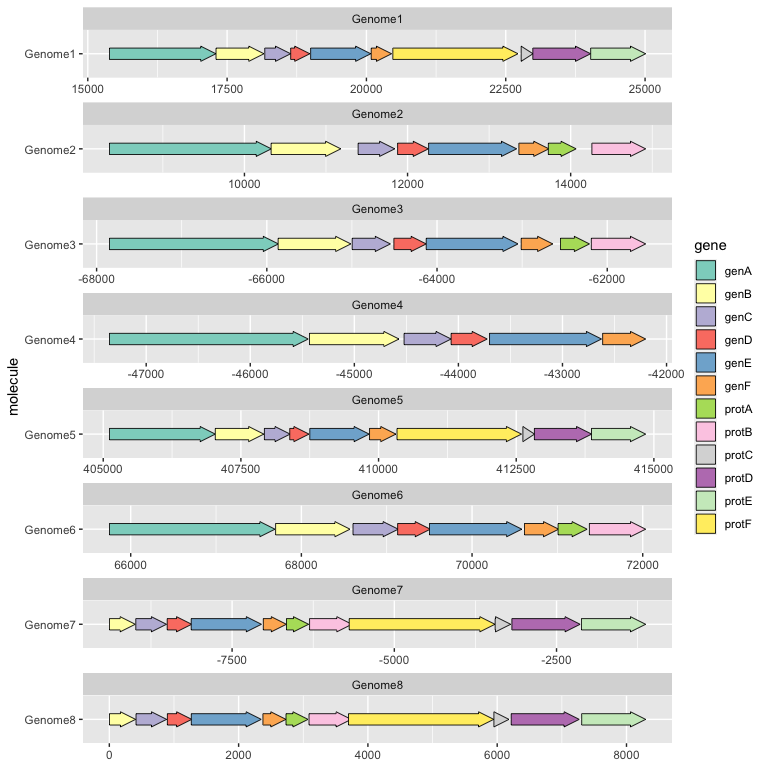 Genome1
Genome1
15000 17500 20000 22500 25000
Genome2
Genome2
10000 12000 14000
Genome3
Genome3
-68000 -66000 -64000 -62000
Genome4
Genome4
-47000 -46000 -45000 -44000 -43000 -42000
Genome5
Genome5
405000 407500 410000 412500 415000
Genome6
Genome6
66000 68000 70000 72000
Genome7
Genome7
-7500 -5000 -2500
Genome8
Genome8
0 2000 4000 6000 8000
molecule
gene
genA
genB
genC
genD
genE
genF
protA
protB
protC
protD
protE
protF